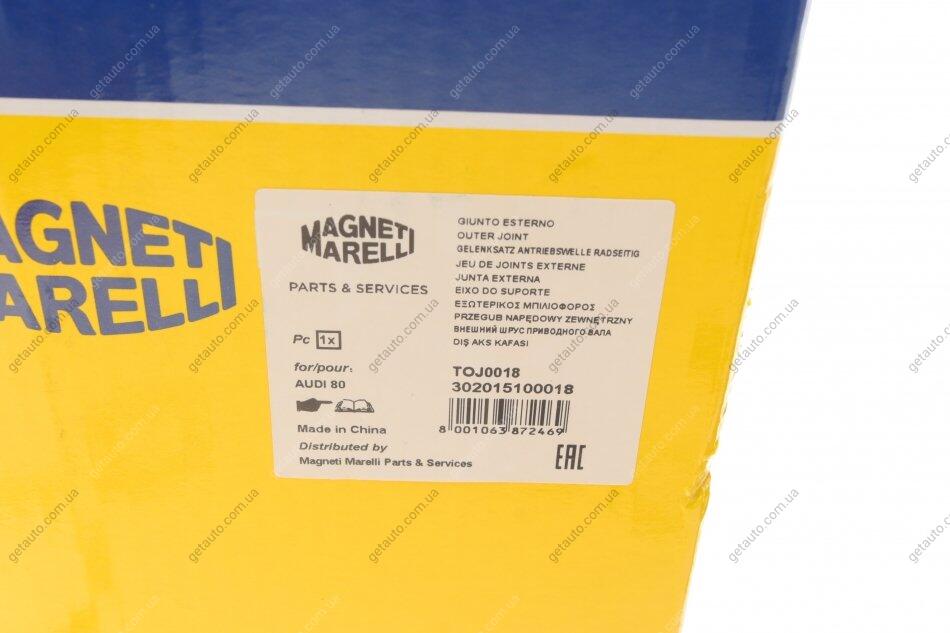 MAGNETI
MARELLI
MAGNETI
MARELLI
PARTS & SERVICES
Pc 1x
for/pour:
AUDI 80
Made in China
Distributed by
Magneti Marelli Parts & Services
GIUNTO ESTERNO
OUTER JOINT
GELENKSATZ ANTRIEBSWELLE RADSEITIG
JEU DE JOINTS EXTERNE
JUNTA EXTERNA
EIXO DO SUPORTE
ΕΞΩΤΕΡΙΚΟΣ ΜΠΙΛΙΟΦΟΡΟΣ
PRZEGUB NAPĘDOWY ZEWNĘTRZNY
ВНЕШНИЙ ШРУС ПРИВОДНОГО ВАЛА
DIŞ AKS KAFASI
TOJ0018
302015100018
8 001063 872469
EAC
getauto.com.ua